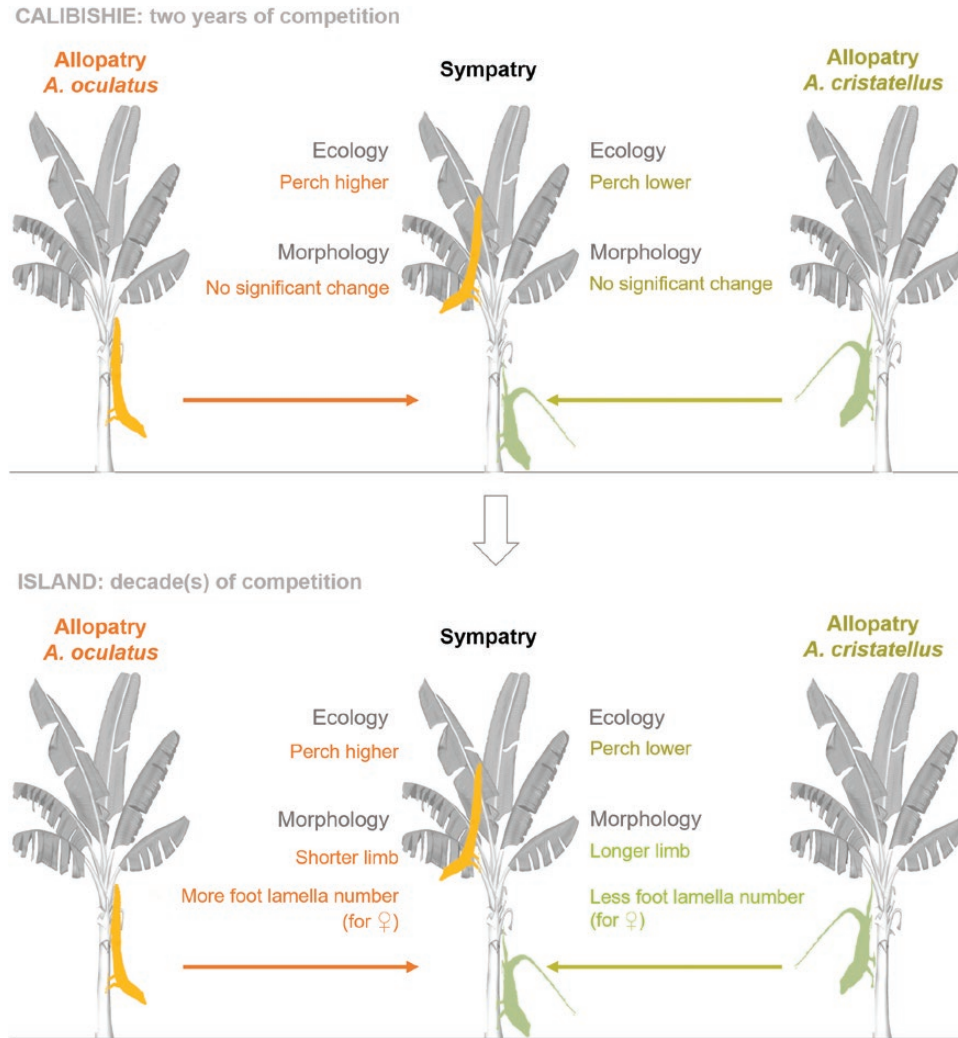 CALIBISHIE: two years of competition
Allopatry
A. oculatus
Sympatry
Allopatry
A. cristatellus
Ecology
Perch higher
Morphology
No significant change
Ecology
Perch lower
Morphology
No significant change
ISLAND: decade(s) of competition
Allopatry
A. oculatus
Sympatry
Allopatry
A. cristatellus
Ecology
Perch higher
Morphology
Shorter limb
More foot lamella number
(for ♀)
Ecology
Perch lower
Morphology
Longer limb
Less foot lamella number
(for ♀)